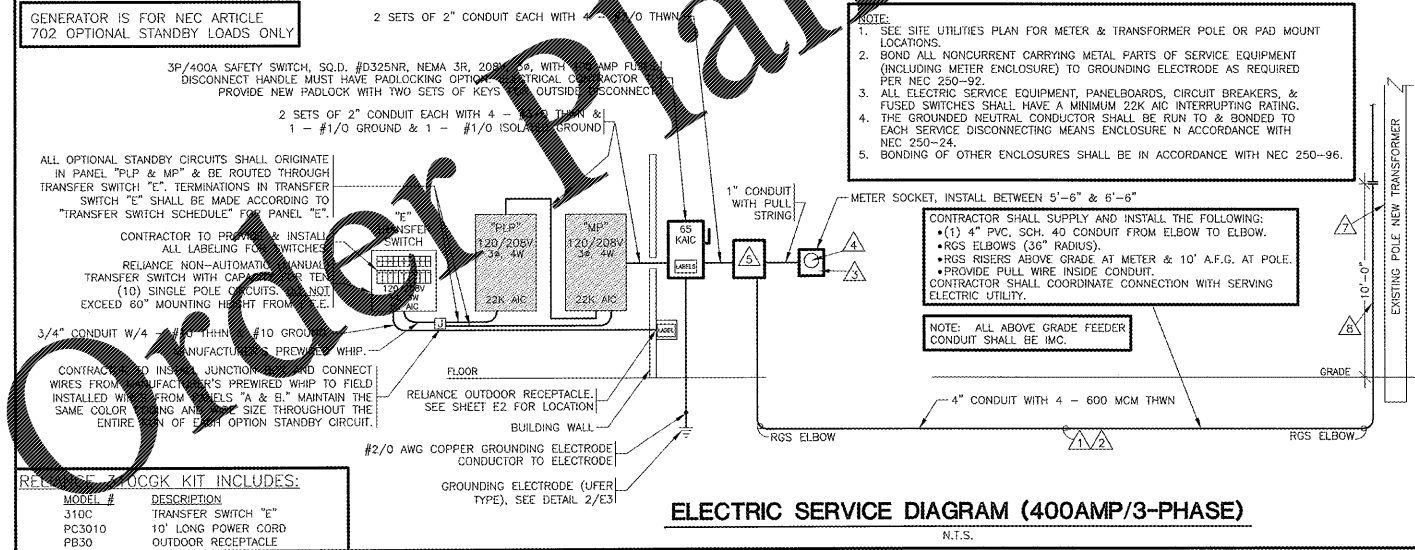 GENERATOR IS FOR NEC ARTICLE
702 OPTIONAL STANDBY LOADS ONLY
2 SETS OF 2" CONDUIT EACH WITH 4 - THWN
3P/400A SAFETY SWITCH, SQ.D. #D325NR, NEMA 3R, 208V, 3ø, WITH AMP
DISCONNECT HANDLE MUST HAVE PADLOCKING OPTION. ELECTRICAL CONTRACTOR
PROVIDE NEW PADLOCK WITH TWO SETS OF KEYS OUTSIDE DISCONNECT
2 SETS OF 2" CONDUIT EACH WITH 4 - THWN &
1 - #1/0 GROUND & 1 - #1/0 ISOLATED GROUND
ALL OPTIONAL STANDBY CIRCUITS SHALL ORIGINATE
IN PANEL "PLP & MP" & BE ROUTED THROUGH
TRANSFER SWITCH "E". TERMINATIONS IN TRANSFER
SWITCH "E" SHALL BE MADE ACCORDING TO
"TRANSFER SWITCH SCHEDULE" FOR PANEL "E".
CONTRACTOR TO PROVIDE & INSTALL
ALL LABELING FOR SWITCHES
RELIANCE NON-AUTOMATIC MANUAL
TRANSFER SWITCH WITH CAPACITY FOR TEN
(10) SINGLE POLE CIRCUITS. NOT
EXCEED 60" MOUNTING HEIGHT FROM
3/4" CONDUIT W/4 - THHN #10 GROUND
MANUFACTURER'S PREWIRED WHIP.
CONTRACTOR TO INSTALL JUNCTION BOX AND CONNECT
WIRES FROM MANUFACTURER'S PREWIRED WHIP TO FIELD
INSTALLED WIRES FROM PANELS "A & B." MAINTAIN THE
SAME COLOR CODING AND WIRE SIZE THROUGHOUT THE
ENTIRE RUN OF EACH OPTION STANDBY CIRCUIT.
"E"
TRANSFER
SWITCH
120/208V
AIC
J
"PLP"
120/208V
3ø, 4W
22K AIC
"MP"
120/208V
3ø, 4W
22K AIC
65
KAIC
LABELS
LABEL
5
1" CONDUIT
WITH PULL
STRING
4
3
METER SOCKET, INSTALL BETWEEN 5'-6" & 6'-6"
NOTE:
1. SEE SITE UTILITIES PLAN FOR METER & TRANSFORMER POLE OR PAD MOUNT
LOCATIONS.
2. BOND ALL NONCURRENT CARRYING METAL PARTS OF SERVICE EQUIPMENT
(INCLUDING METER ENCLOSURE) TO GROUNDING ELECTRODE AS REQUIRED
PER NEC 250-92.
3. ALL ELECTRIC SERVICE EQUIPMENT, PANELBOARDS, CIRCUIT BREAKERS, &
FUSED SWITCHES SHALL HAVE A MINIMUM 22K AIC INTERRUPTING RATING.
4. THE GROUNDED NEUTRAL CONDUCTOR SHALL BE RUN TO & BONDED TO
EACH SERVICE DISCONNECTING MEANS ENCLOSURE N ACCORDANCE WITH
NEC 250-24.
5. BONDING OF OTHER ENCLOSURES SHALL BE IN ACCORDANCE WITH NEC 250-96.
CONTRACTOR SHALL SUPPLY AND INSTALL THE FOLLOWING:
•(1) 4" PVC, SCH. 40 CONDUIT FROM ELBOW TO ELBOW.
•RGS ELBOWS (36" RADIUS).
•RGS RISERS ABOVE GRADE AT METER & 10' A.F.G. AT POLE.
•PROVIDE PULL WIRE INSIDE CONDUIT.
CONTRACTOR SHALL COORDINATE CONNECTION WITH SERVING
ELECTRIC UTILITY.
NOTE: ALL ABOVE GRADE FEEDER
CONDUIT SHALL BE IMC.
7
8
10'-0"
EXISTING POLE NEW TRANSFORMER
FLOOR
GRADE
RELIANCE OUTDOOR RECEPTACLE.
SEE SHEET E2 FOR LOCATION
BUILDING WALL
#2/0 AWG COPPER GROUNDING ELECTRODE
CONDUCTOR TO ELECTRODE
GROUNDING ELECTRODE (UFER
TYPE), SEE DETAIL 2/E3
4" CONDUIT WITH 4 - 600 MCM THWN
RGS ELBOW
1 2
RGS ELBOW
RELIANCE 310CGK KIT INCLUDES:
MODEL # DESCRIPTION
310C TRANSFER SWITCH "E"
PC3010 10' LONG POWER CORD
PB30 OUTDOOR RECEPTACLE
ELECTRIC SERVICE DIAGRAM (400AMP/3-PHASE)
N.T.S.
Order Plan